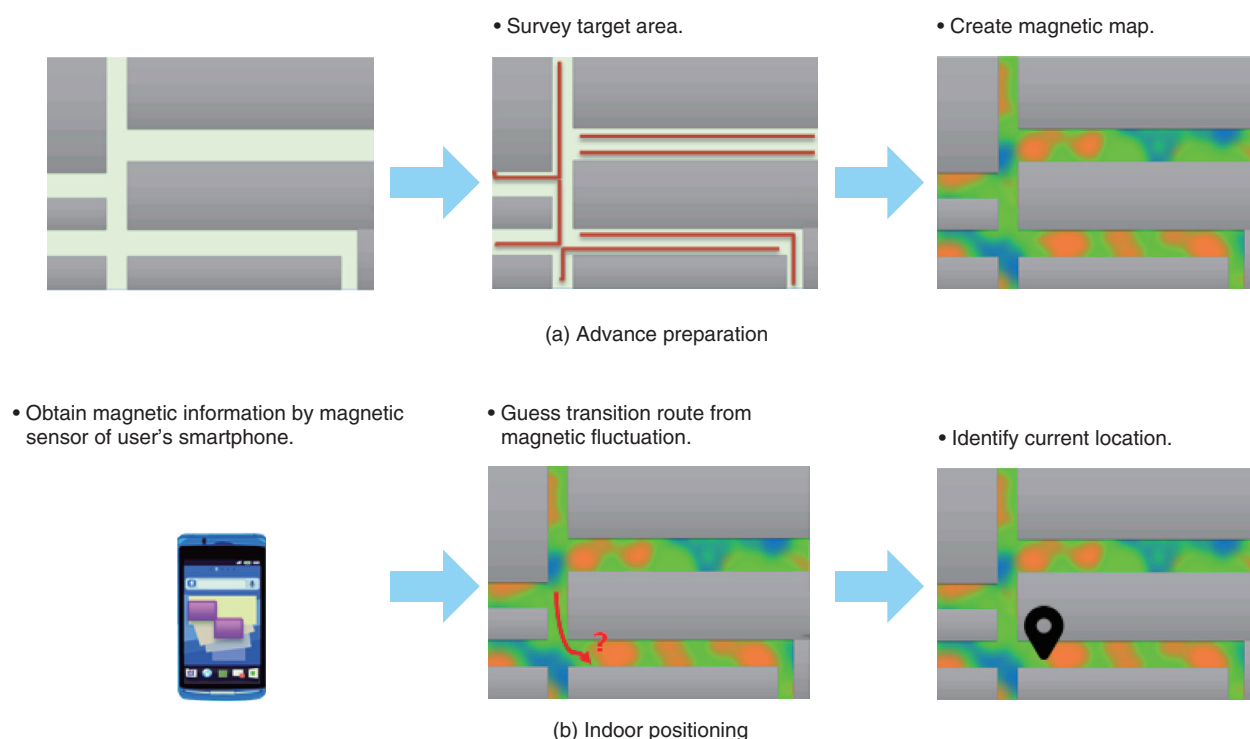 • Survey target area.
• Create magnetic map.
(a) Advance preparation
• Obtain magnetic information by magnetic
sensor of user's smartphone.
• Guess transition route from
magnetic fluctuation.
• Identify current location.
?
(b) Indoor positioning